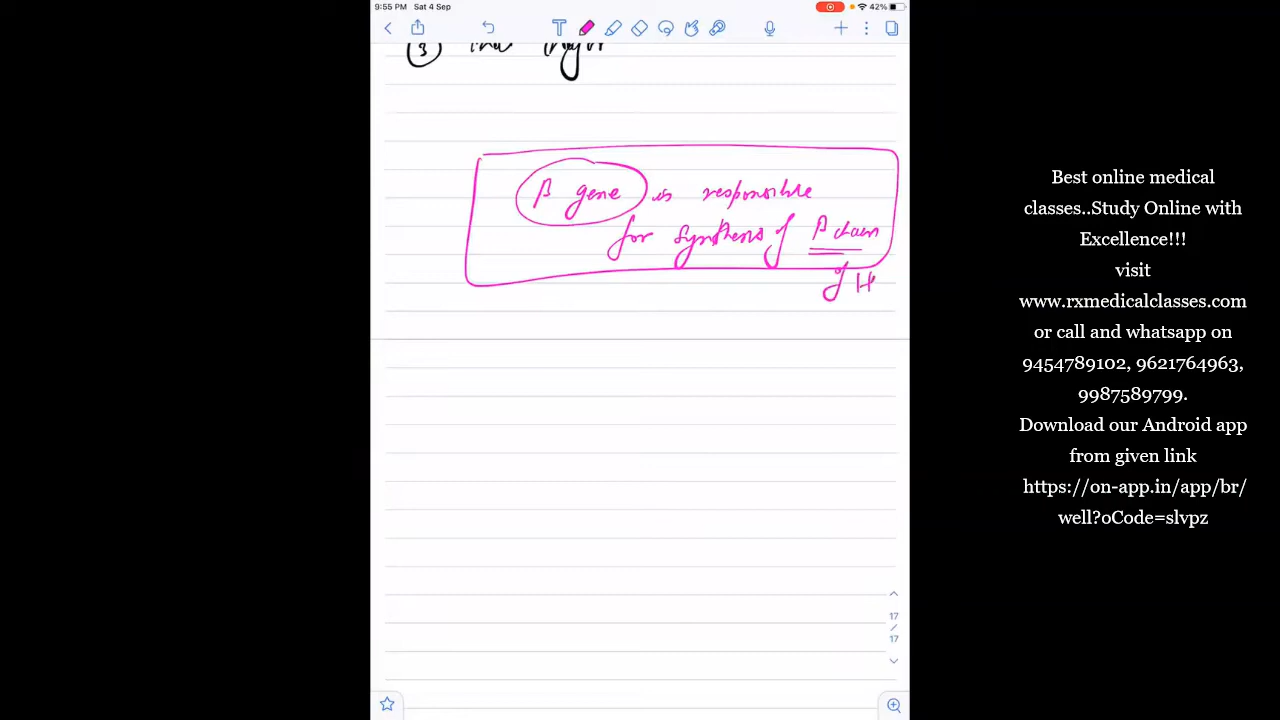 9:55 PM Sat 4 Sep
42%
③
β gene is responsible
for synthesis of β chain
of H
17
/
17
Best online medical
classes..Study Online with
Excellence!!!
visit
www.rxmedicalclasses.com
or call and whatsapp on
9454789102, 9621764963,
9987589799.
Download our Android app
from given link
https://on-app.in/app/br/
well?oCode=slvpz